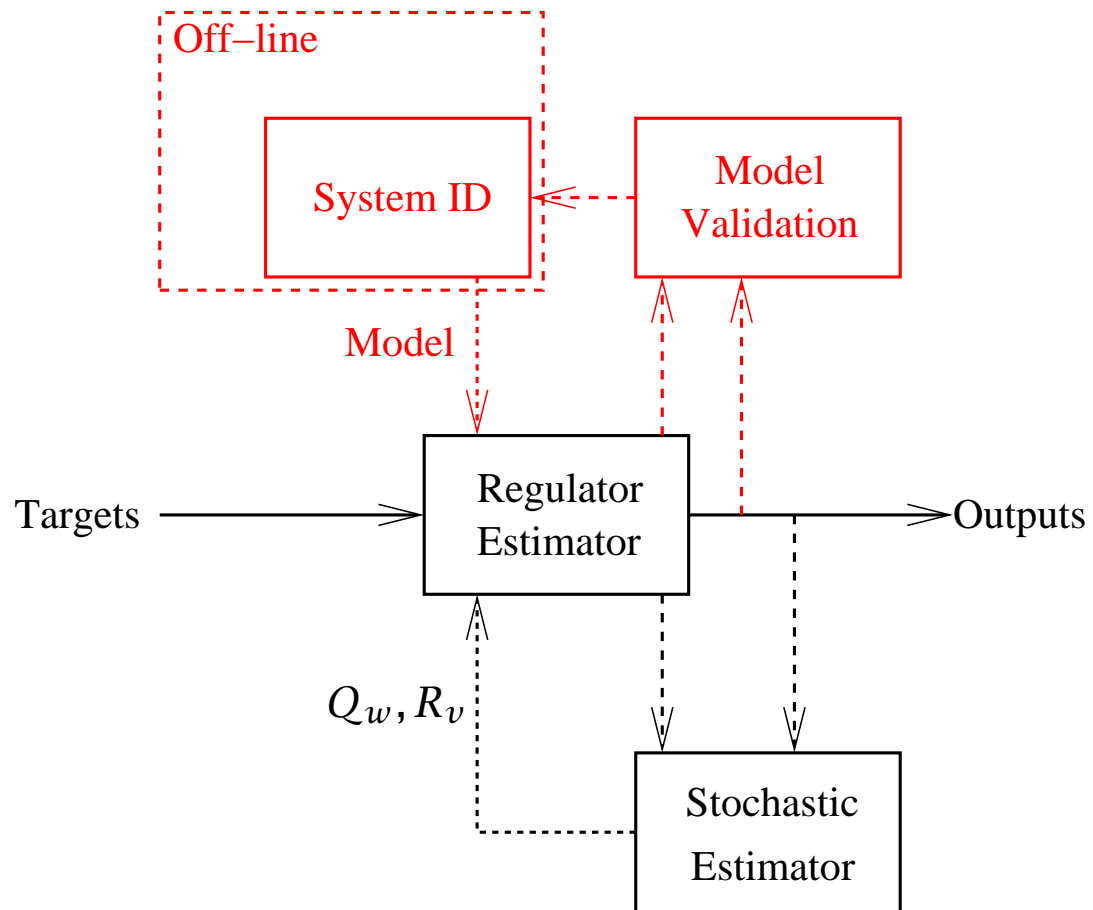 Off–line
System ID
Model
Validation
Model
Targets
Regulator
Estimator
Outputs
Q_w, R_v
Stochastic
Estimator